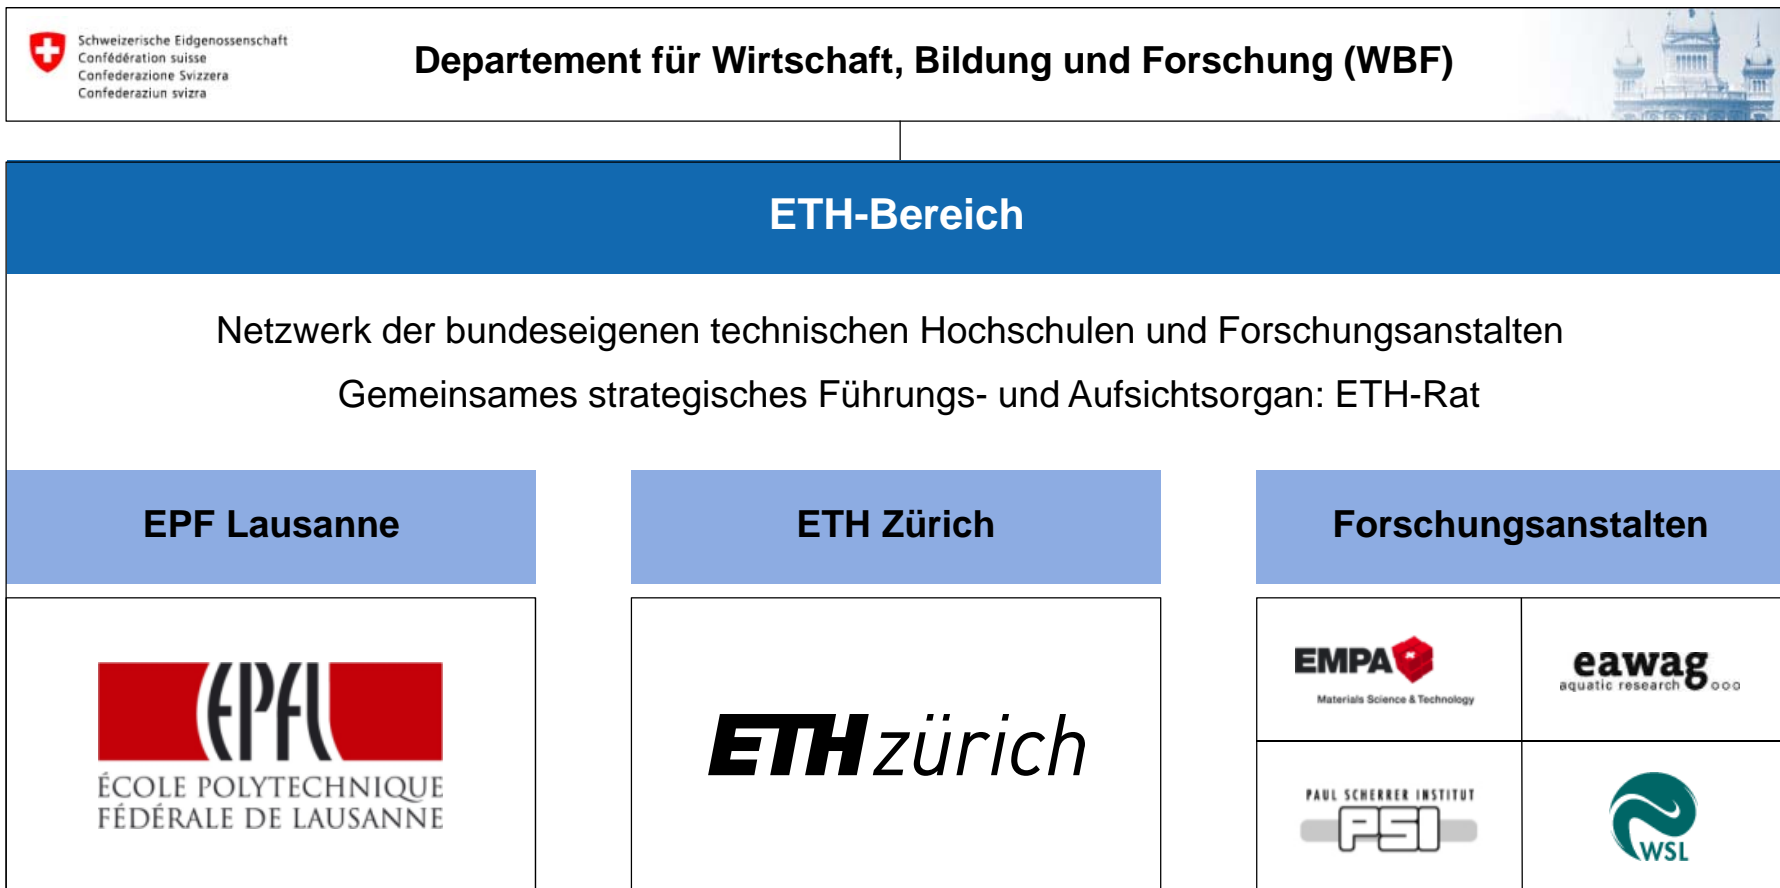 Schweizerische Eidgenossenschaft
Confédération suisse
Confederazione Svizzera
Confederaziun svizra
Departement für Wirtschaft, Bildung und Forschung (WBF)
ETH-Bereich
Netzwerk der bundeseigenen technischen Hochschulen und Forschungsanstalten
Gemeinsames strategisches Führungs- und Aufsichtsorgan: ETH-Rat
EPF Lausanne
ETH Zürich
Forschungsanstalten
EPFL
ÉCOLE POLYTECHNIQUE
FÉDÉRALE DE LAUSANNE
ETH zürich
EMPA
Materials Science & Technology
eawag
aquatic research
PAUL SCHERRER INSTITUT
PSI
WSL